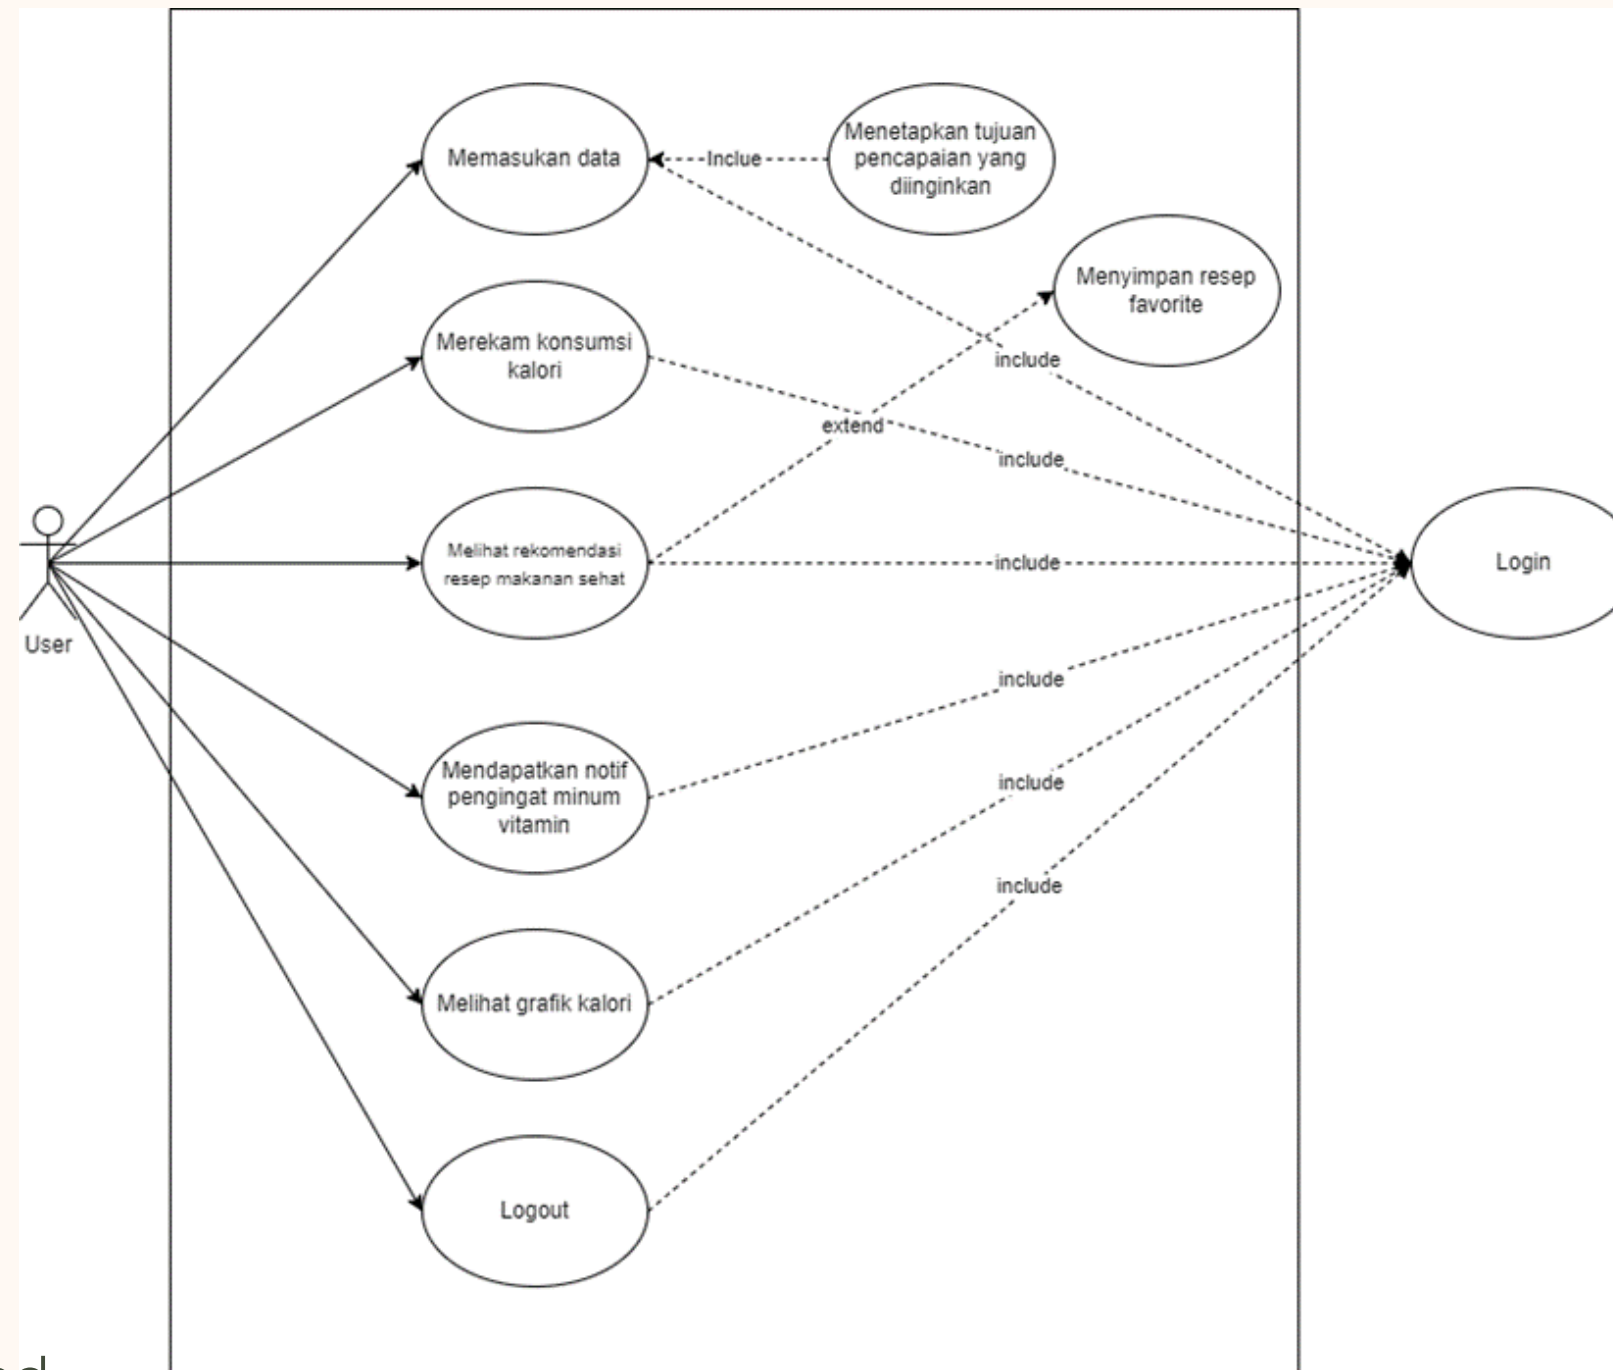 Memasukan data
Inclue
Menetapkan tujuan
pencapaian yang
diinginkan
Menyimpan resep
favorite
Merekam konsumsi
kalori
include
extend
include
Melihat rekomendasi
resep makanan sehat
include
Login
User
include
Mendapatkan notif
pengingat minum
vitamin
include
include
Melihat grafik kalori
Logout